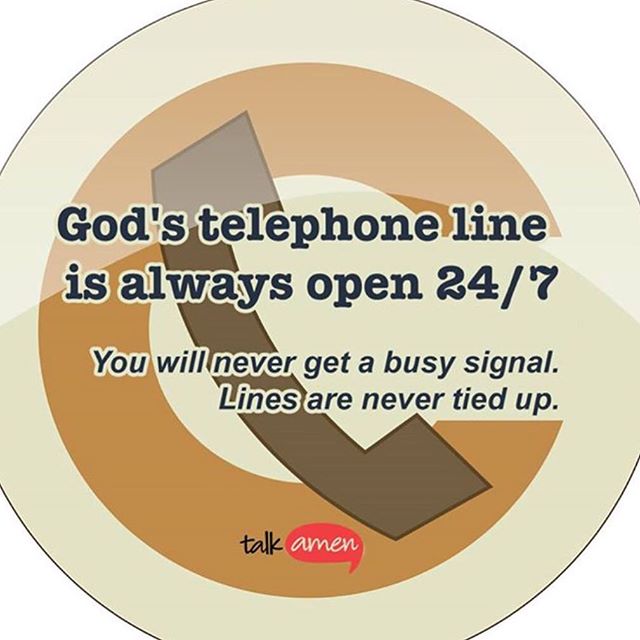 God's telephone line
is always open 24/7
You will never get a busy signal.
Lines are never tied up.
talk amen